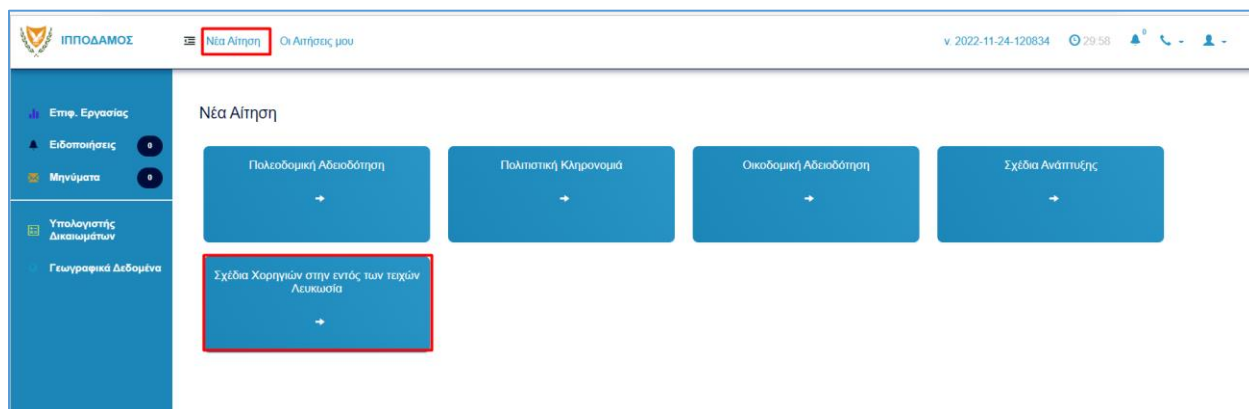 ΙΠΠΟΔΑΜΟΣ
Νέα Αίτηση Οι Αιτήσεις μου
v. 2022-11-24-120834 29:58 0
Επιφ. Εργασίας
Ειδοποιήσεις 0
Μηνύματα 0
Υπολογιστής
Δικαιωμάτων
Γεωγραφικά Δεδομένα
Νέα Αίτηση
Πολεοδομική Αδειοδότηση
Πολιτιστική Κληρονομιά
Οικοδομική Αδειοδότηση
Σχέδια Ανάπτυξης
Σχέδια Χορηγιών στην εντός των τειχών
Λευκωσία